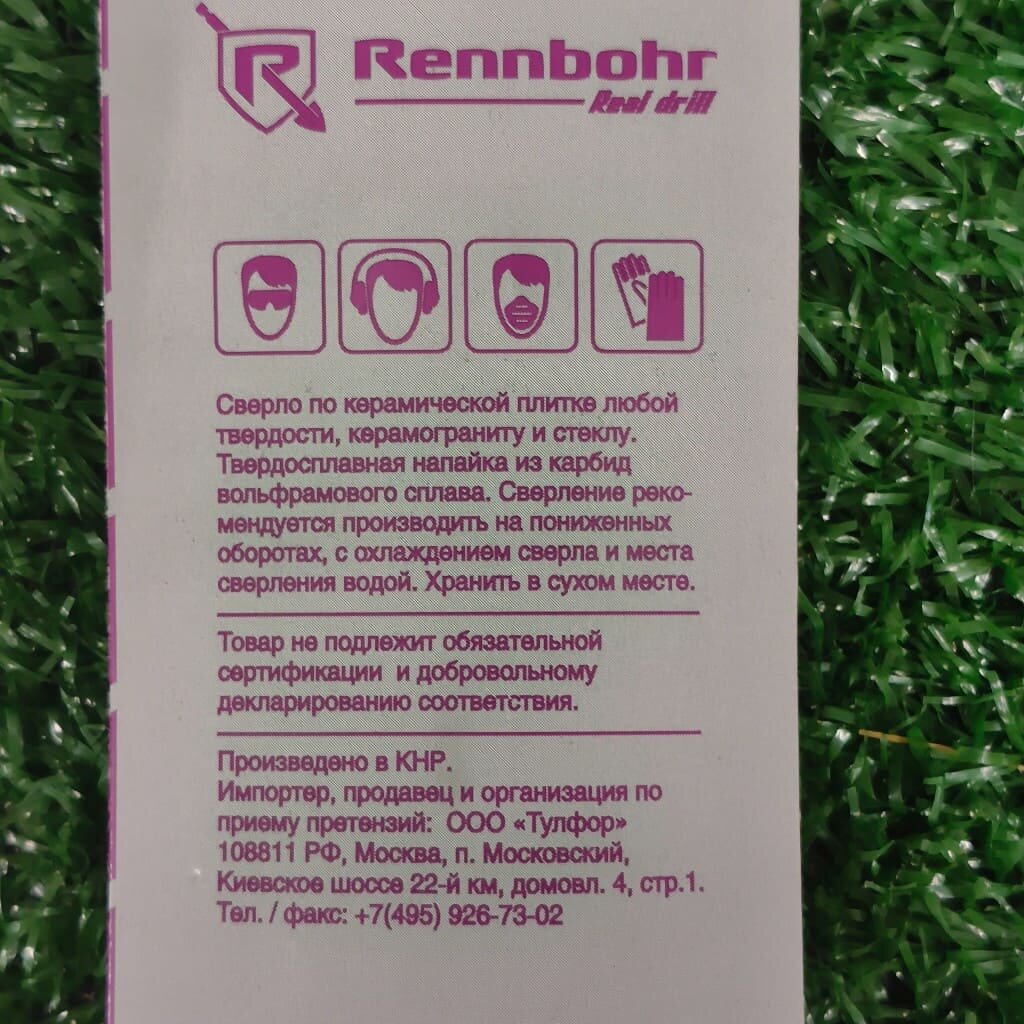 R
Rennbohr
Real drill
Сверло по керамической плитке любой
твердости, керамограниту и стеклу.
Твердосплавная напайка из карбид
вольфрамового сплава. Сверление реко-
мендуется производить на пониженных
оборотах, с охлаждением сверла и места
сверления водой. Хранить в сухом месте.
Товар не подлежит обязательной
сертификации и добровольному
декларированию соответствия.
Произведено в КНР.
Импортер, продавец и организация по
приему претензий: ООО «Тулфор»
108811 РФ, Москва, п. Московский,
Киевское шоссе 22-й км, домовл. 4, стр.1.
Тел. / факс: +7(495) 926-73-02